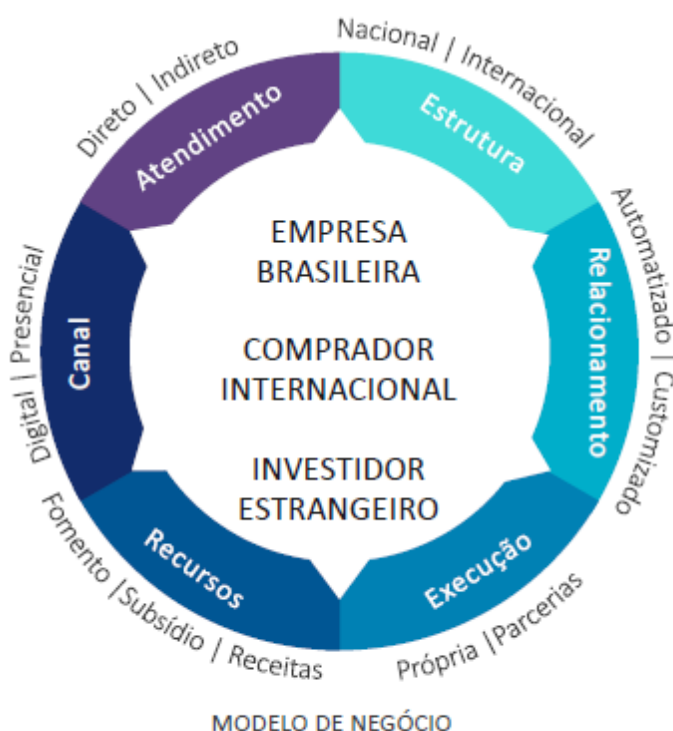 Nacional | Internacional
Estrutura
Automatizado | Customizado
Relacionamento
Própria |Parcerias
Execução
Fomento |Subsídio | Receitas
Recursos
Digital | Presencial
Canal
Direto | Indireto
Atendimento
EMPRESA
BRASILEIRA
COMPRADOR
INTERNACIONAL
INVESTIDOR
ESTRANGEIRO
MODELO DE NEGÓCIO